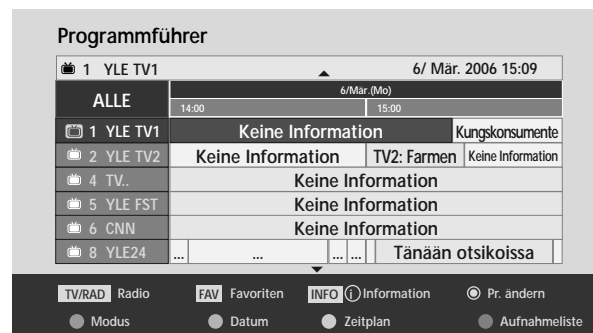 Programmführer
1 YLE TV1 6/ Mär. 2006 15:09
ALLE 6/Mar.(Mo)
14:00 15:00
1 YLE TV1 Keine Information Kungskonsumente
2 YLE TV2 Keine Information TV2: Farmen Keine Information
4 TV.. Keine Information
5 YLE FST Keine Information
6 CNN Keine Information
8 YLE24 ... ... ... ... Tänään otsikoissa
TV/RAD Radio FAV Favoriten INFO i Information Pr. ändern
Modus Datum Zeitplan Aufnahmeliste